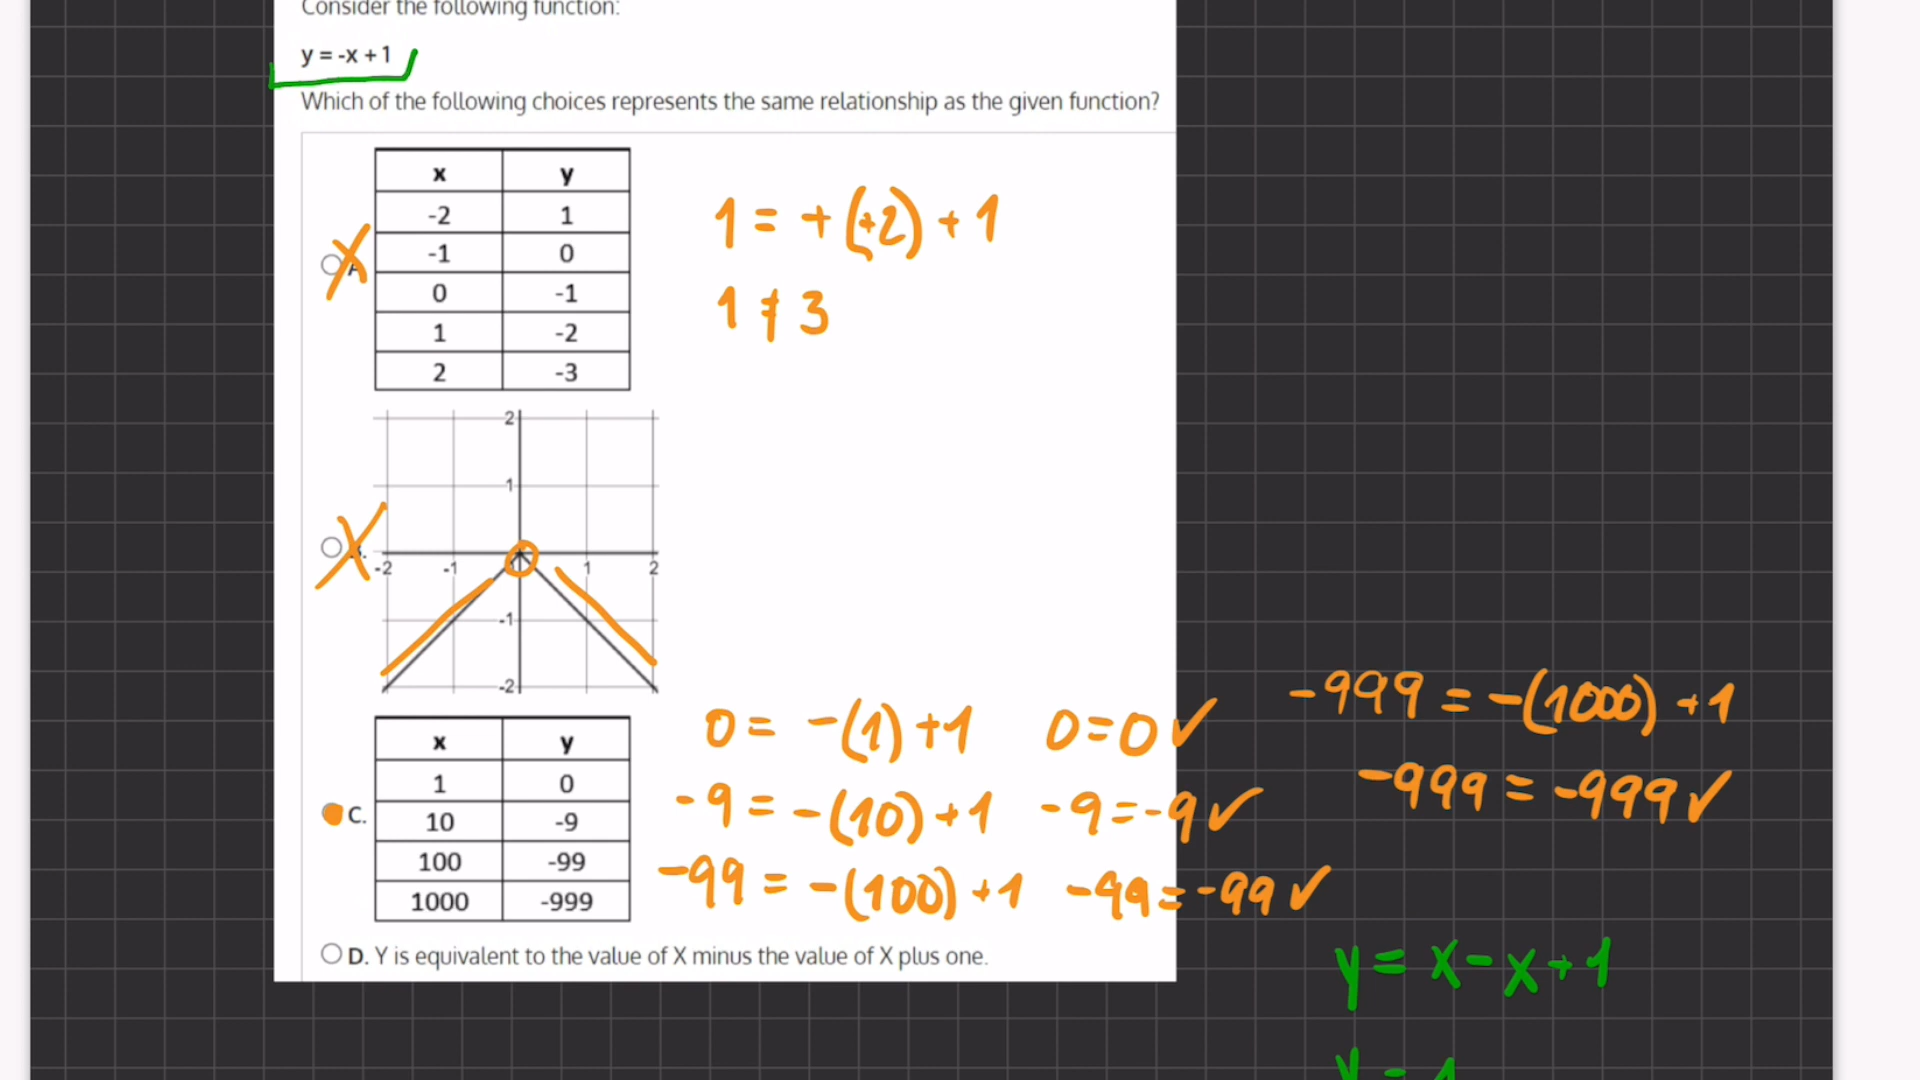 Consider the following function:
y = -x + 1
Which of the following choices represents the same relationship as the given function?
x y
-2 1
-1 0
0 -1
1 -2
2 -3
1 = + (+2) + 1
1 ≠ 3
2
1
-2 -1 1 2
-1
-2
C.
x y
1 0
10 -9
100 -99
1000 -999
0 = -(1) +1 0=0 ✓
-9 = -(10) +1 -9=-9 ✓
-99 = -(100) +1 -99=-99 ✓
-999 = -(1000) +1
-999 = -999 ✓
D. Y is equivalent to the value of X minus the value of X plus one.
y = x - x + 1